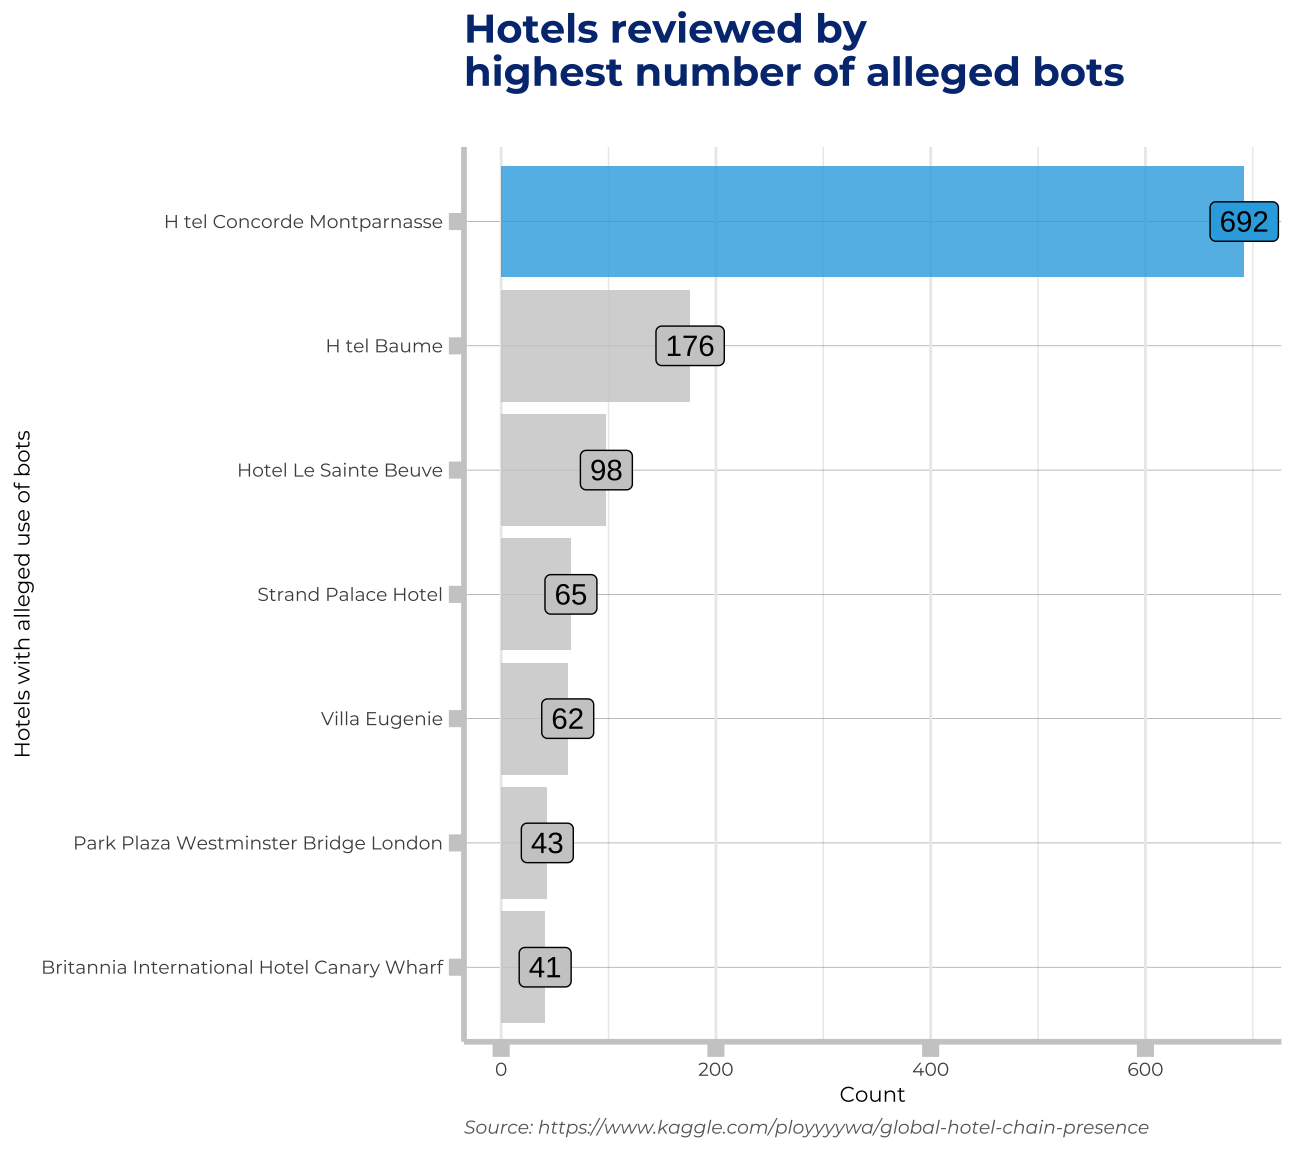 Hotels reviewed by
highest number of alleged bots
Hotels with alleged use of bots
H tel Concorde Montparnasse
692
H tel Baume
176
Hotel Le Sainte Beuve
98
Strand Palace Hotel
65
Villa Eugenie
62
Park Plaza Westminster Bridge London
43
Britannia International Hotel Canary Wharf
41
0 200 400 600
Count
Source: https://www.kaggle.com/ployyyywa/global-hotel-chain-presence